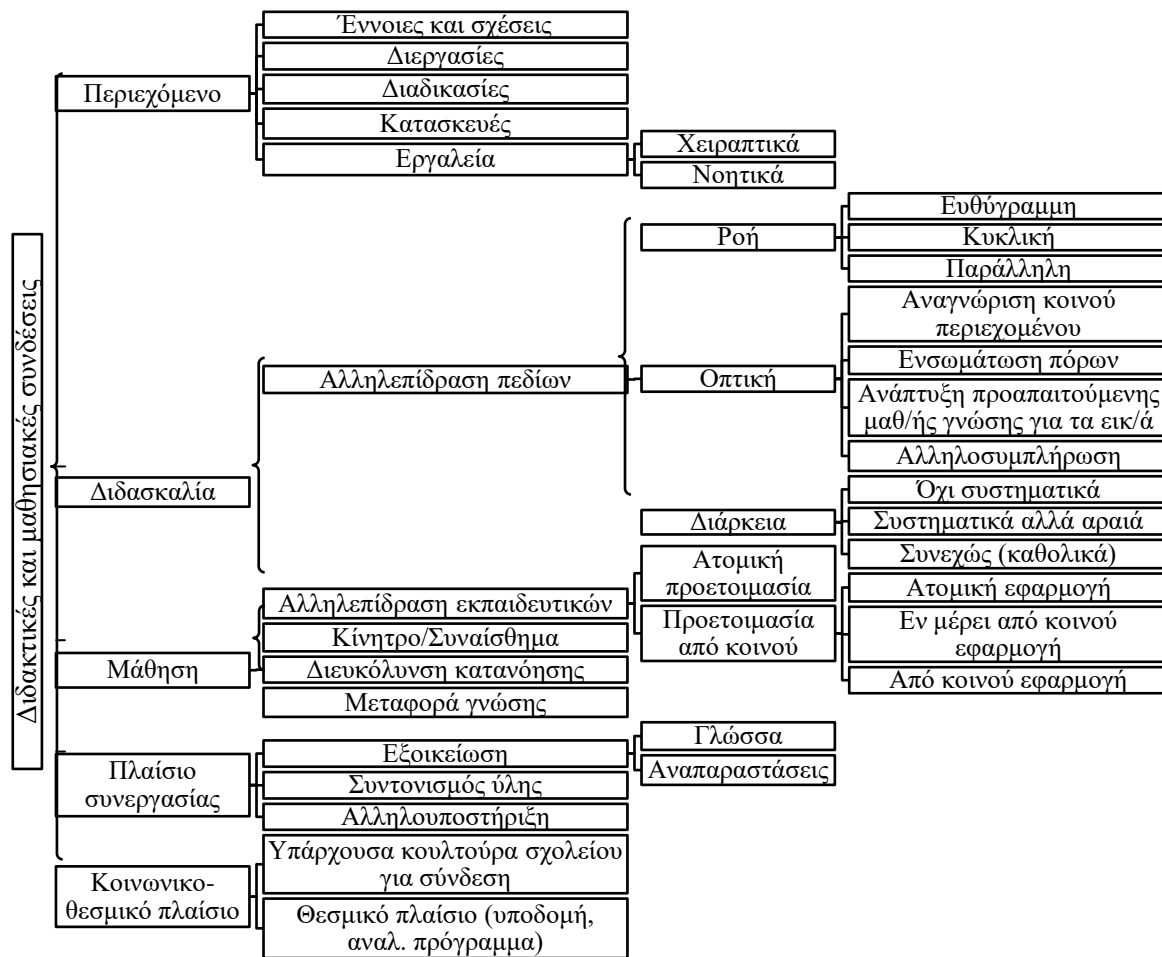 Διδακτικές και μαθησιακές συνδέσεις
Περιεχόμενο
Έννοιες και σχέσεις
Διεργασίες
Διαδικασίες
Κατασκευές
Εργαλεία
Χειραπτικά
Νοητικά
Διδασκαλία
Αλληλεπίδραση πεδίων
Ροή
Ευθύγραμμη
Κυκλική
Παράλληλη
Οπτική
Αναγνώριση κοινού
περιεχομένου
Ενσωμάτωση πόρων
Ανάπτυξη προαπαιτούμενης
μαθ/ής γνώσης για τα εικ/ά
Αλληλοσυμπλήρωση
Διάρκεια
Όχι συστηματικά
Συστηματικά αλλά αραιά
Συνεχώς (καθολικά)
Αλληλεπίδραση εκπαιδευτικών
Ατομική
προετοιμασία
Προετοιμασία
από κοινού
Ατομική εφαρμογή
Εν μέρει από κοινού
εφαρμογή
Από κοινού εφαρμογή
Μάθηση
Κίνητρο/Συναίσθημα
Διευκόλυνση κατανόησης
Μεταφορά γνώσης
Πλαίσιο
συνεργασίας
Εξοικείωση
Γλώσσα
Αναπαραστάσεις
Συντονισμός ύλης
Αλληλουποστήριξη
Κοινωνικο-
θεσμικό πλαίσιο
Υπάρχουσα κουλτούρα σχολείου
για σύνδεση
Θεσμικό πλαίσιο (υποδομή,
αναλ. πρόγραμμα)